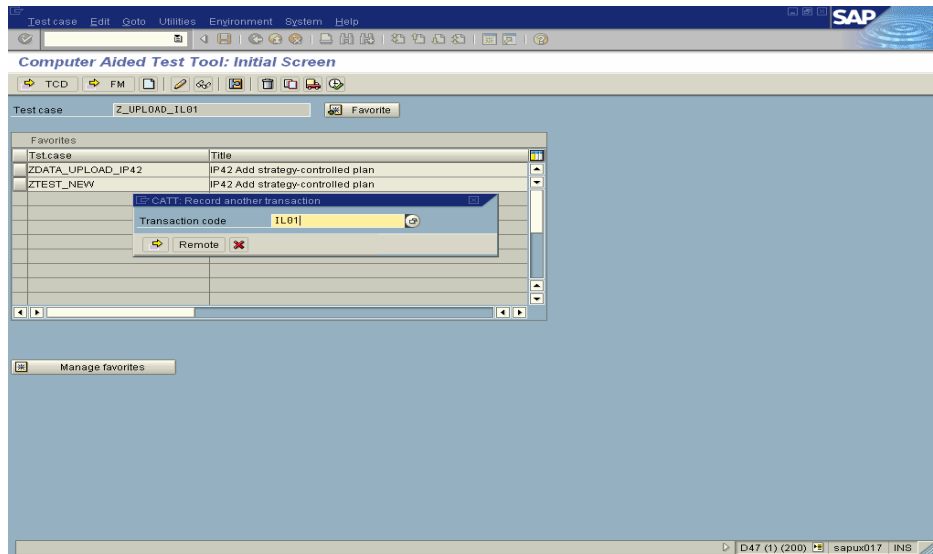 Test case Edit Goto Utilities Environment System Help
SAP
Computer Aided Test Tool: Initial Screen
TCD FM
Test case Z_UPLOAD_IL01 Favorite
Favorites
Tst.case Title
ZDATA_UPLOAD_IP42 IP42 Add strategy-controlled plan
ZTEST_NEW IP42 Add strategy-controlled plan
CATT: Record another transaction
Transaction code IL01
Remote
Manage favorites
D47 (1) (200) sapux017 INS